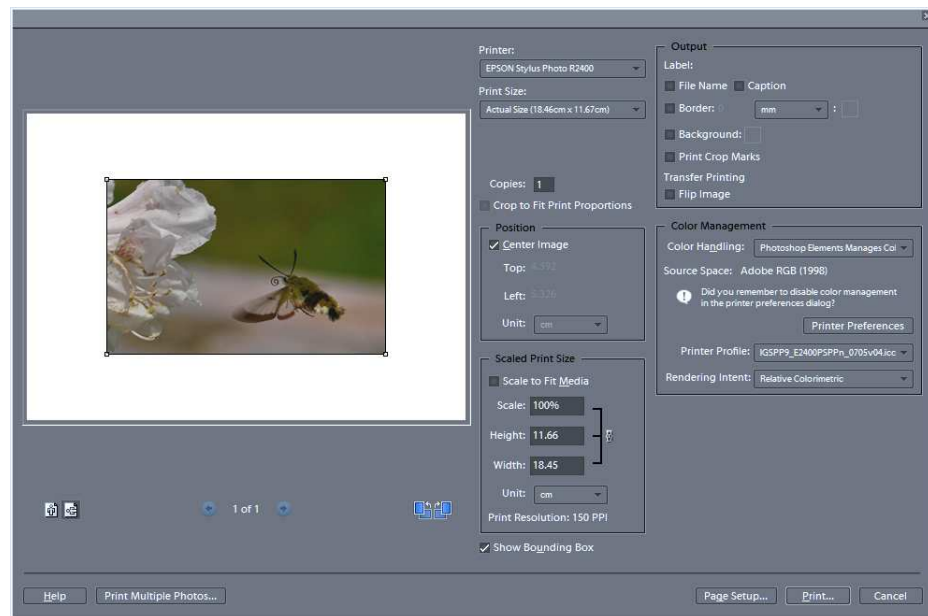 Printer:
EPSON Stylus Photo R2400
Print Size:
Actual Size (18.46cm x 11.67cm)
Copies: 1
Crop to Fit Print Proportions
Position
Center Image
Top: 4.592
Left: 5.326
Unit: cm
Scaled Print Size
Scale to Fit Media
Scale: 100%
Height: 11.66
Width: 18.45
Unit: cm
Print Resolution: 150 PPI
Show Bounding Box
Output
Label:
File Name Caption
Border: 0 mm :
Background:
Print Crop Marks
Transfer Printing
Flip Image
Color Management
Color Handling: Photoshop Elements Manages Col
Source Space: Adobe RGB (1998)
Did you remember to disable color management
in the printer preferences dialog?
Printer Preferences
Printer Profile: IGSPP9_E2400PSPPn_0705v04.icc
Rendering Intent: Relative Colorimetric
1 of 1
Help Print Multiple Photos... Page Setup... Print... Cancel